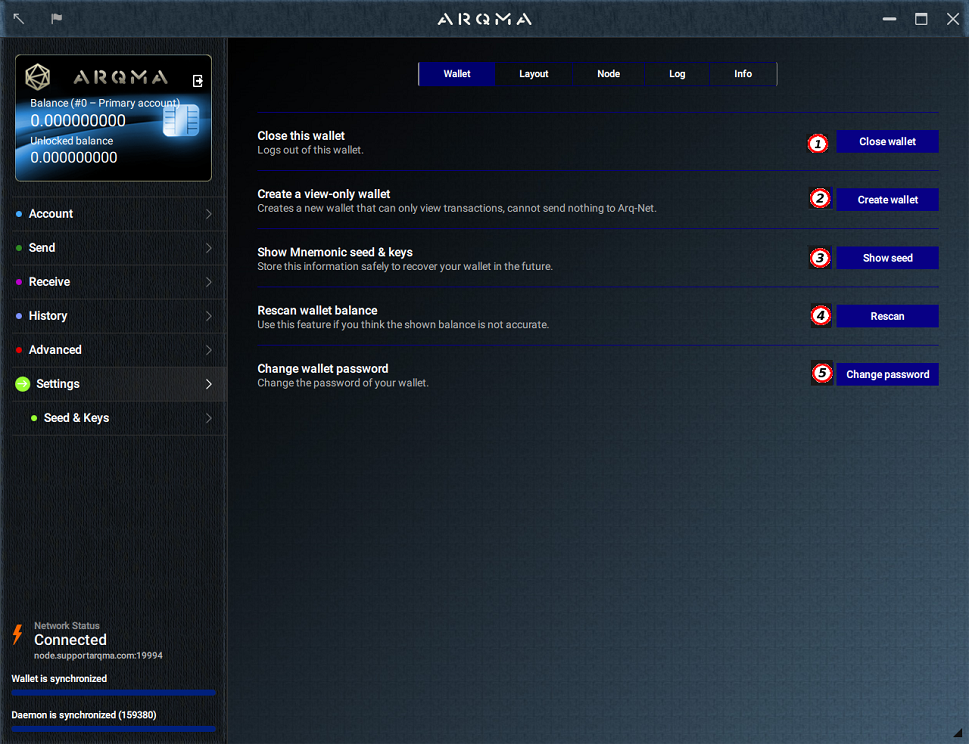 ARQMA
ARQMA
Balance (#0 – Primary account)
0.000000000
Unlocked balance
0.000000000
Account
Send
Receive
History
Advanced
Settings
Seed & Keys
Network Status
Connected
node.supportarqma.com:19994
Wallet is synchronized
Daemon is synchronized (159380)
Wallet Layout Node Log Info
Close this wallet
Logs out of this wallet.
1 Close wallet
Create a view-only wallet
Creates a new wallet that can only view transactions, cannot send nothing to Arq-Net.
2 Create wallet
Show Mnemonic seed & keys
Store this information safely to recover your wallet in the future.
3 Show seed
Rescan wallet balance
Use this feature if you think the shown balance is not accurate.
4 Rescan
Change wallet password
Change the password of your wallet.
5 Change password